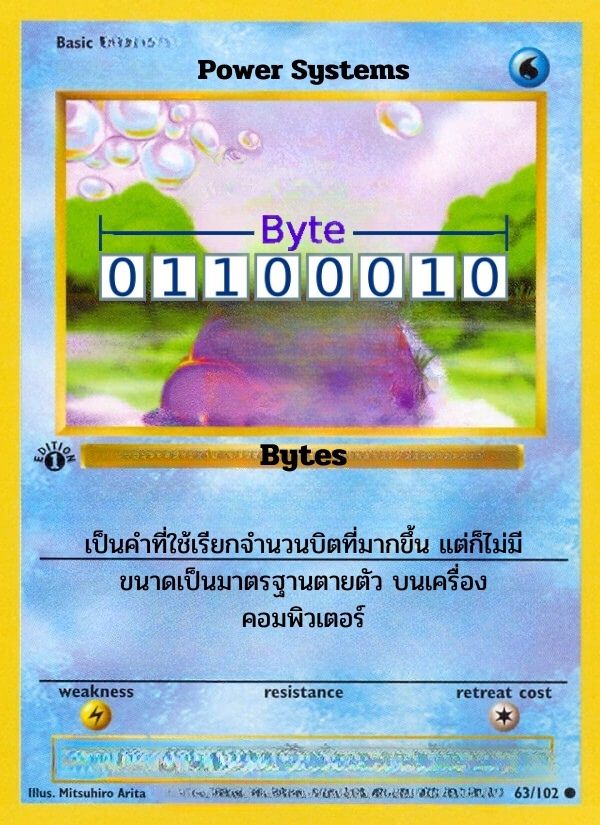 Basic
Power Systems
Byte
0 1 1 0 0 0 1 0
EDITION 1
Bytes
เป็นคำที่ใช้เรียกจำนวนบิตที่มากขึ้น แต่ก็ไม่มี
ขนาดเป็นมาตรฐานตายตัว บนเครื่อง
คอมพิวเตอร์
weakness resistance retreat cost
Illus. Mitsuhiro Arita 63/102